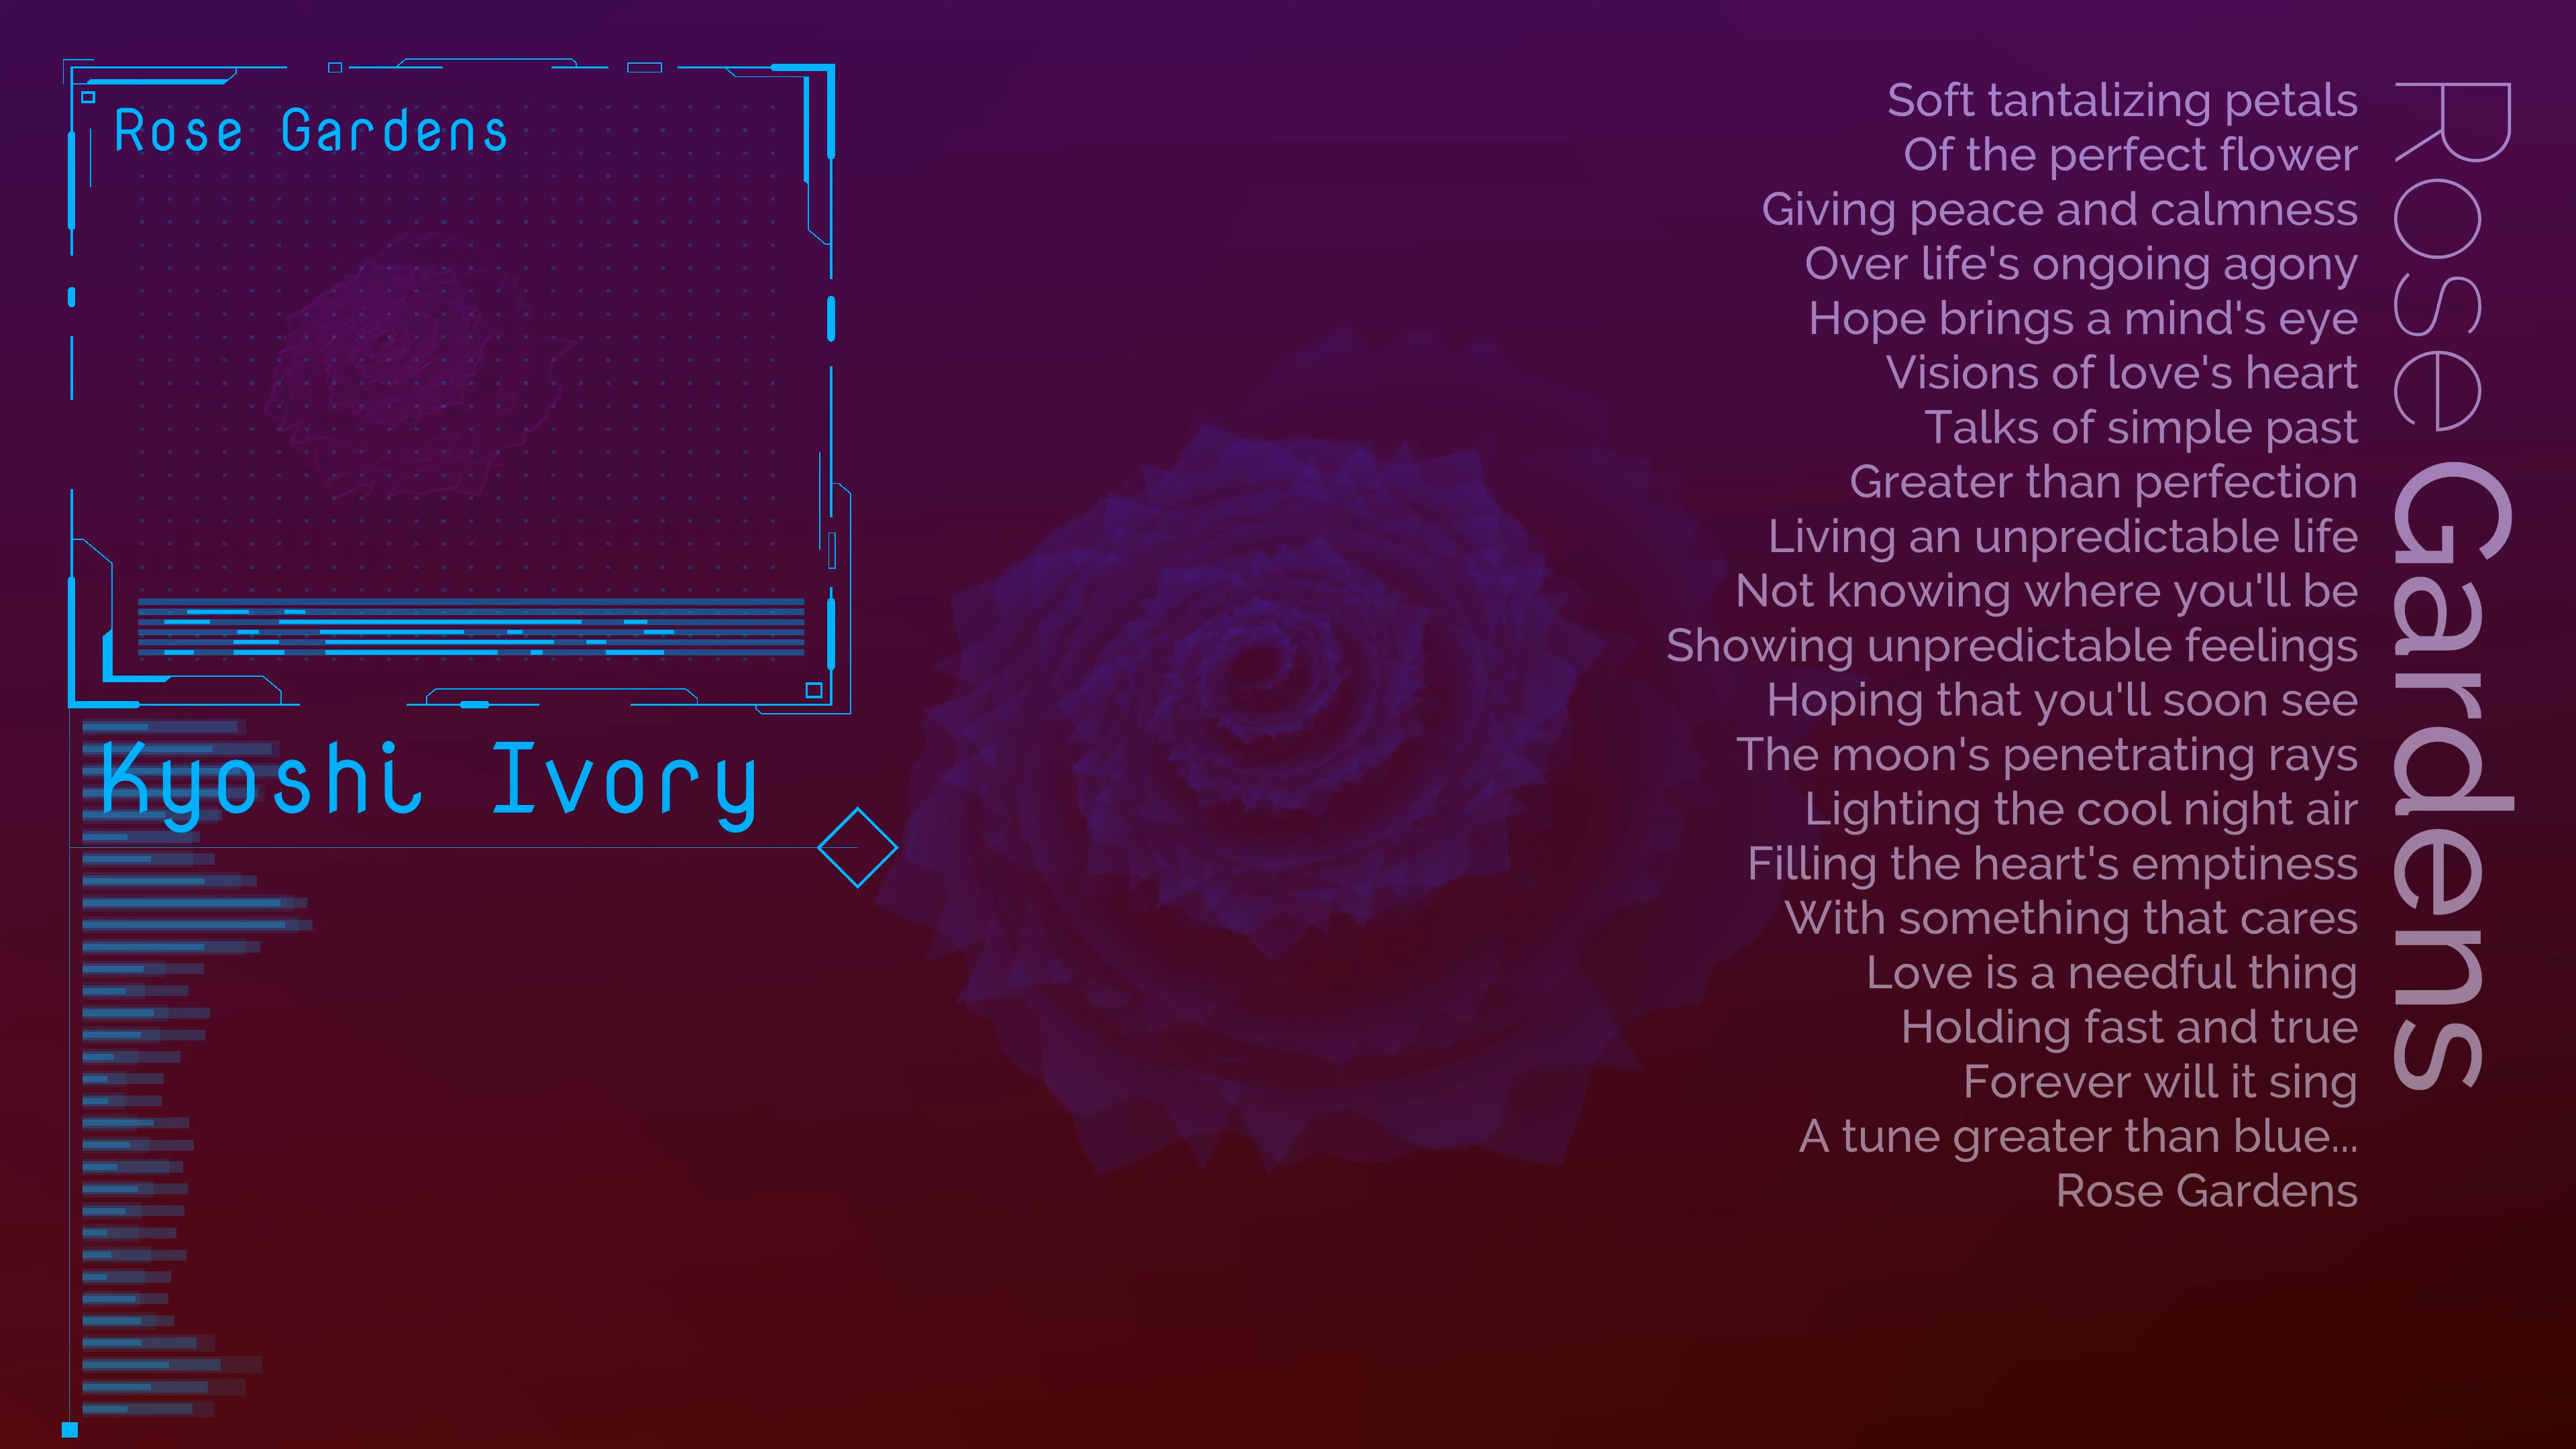 Rose Gardens
Kyoshi Ivory
Rose Gardens
Soft tantalizing petals
Of the perfect flower
Giving peace and calmness
Over life's ongoing agony
Hope brings a mind's eye
Visions of love's heart
Talks of simple past
Greater than perfection
Living an unpredictable life
Not knowing where you'll be
Showing unpredictable feelings
Hoping that you'll soon see
The moon's penetrating rays
Lighting the cool night air
Filling the heart's emptiness
With something that cares
Love is a needful thing
Holding fast and true
Forever will it sing
A tune greater than blue...
Rose Gardens